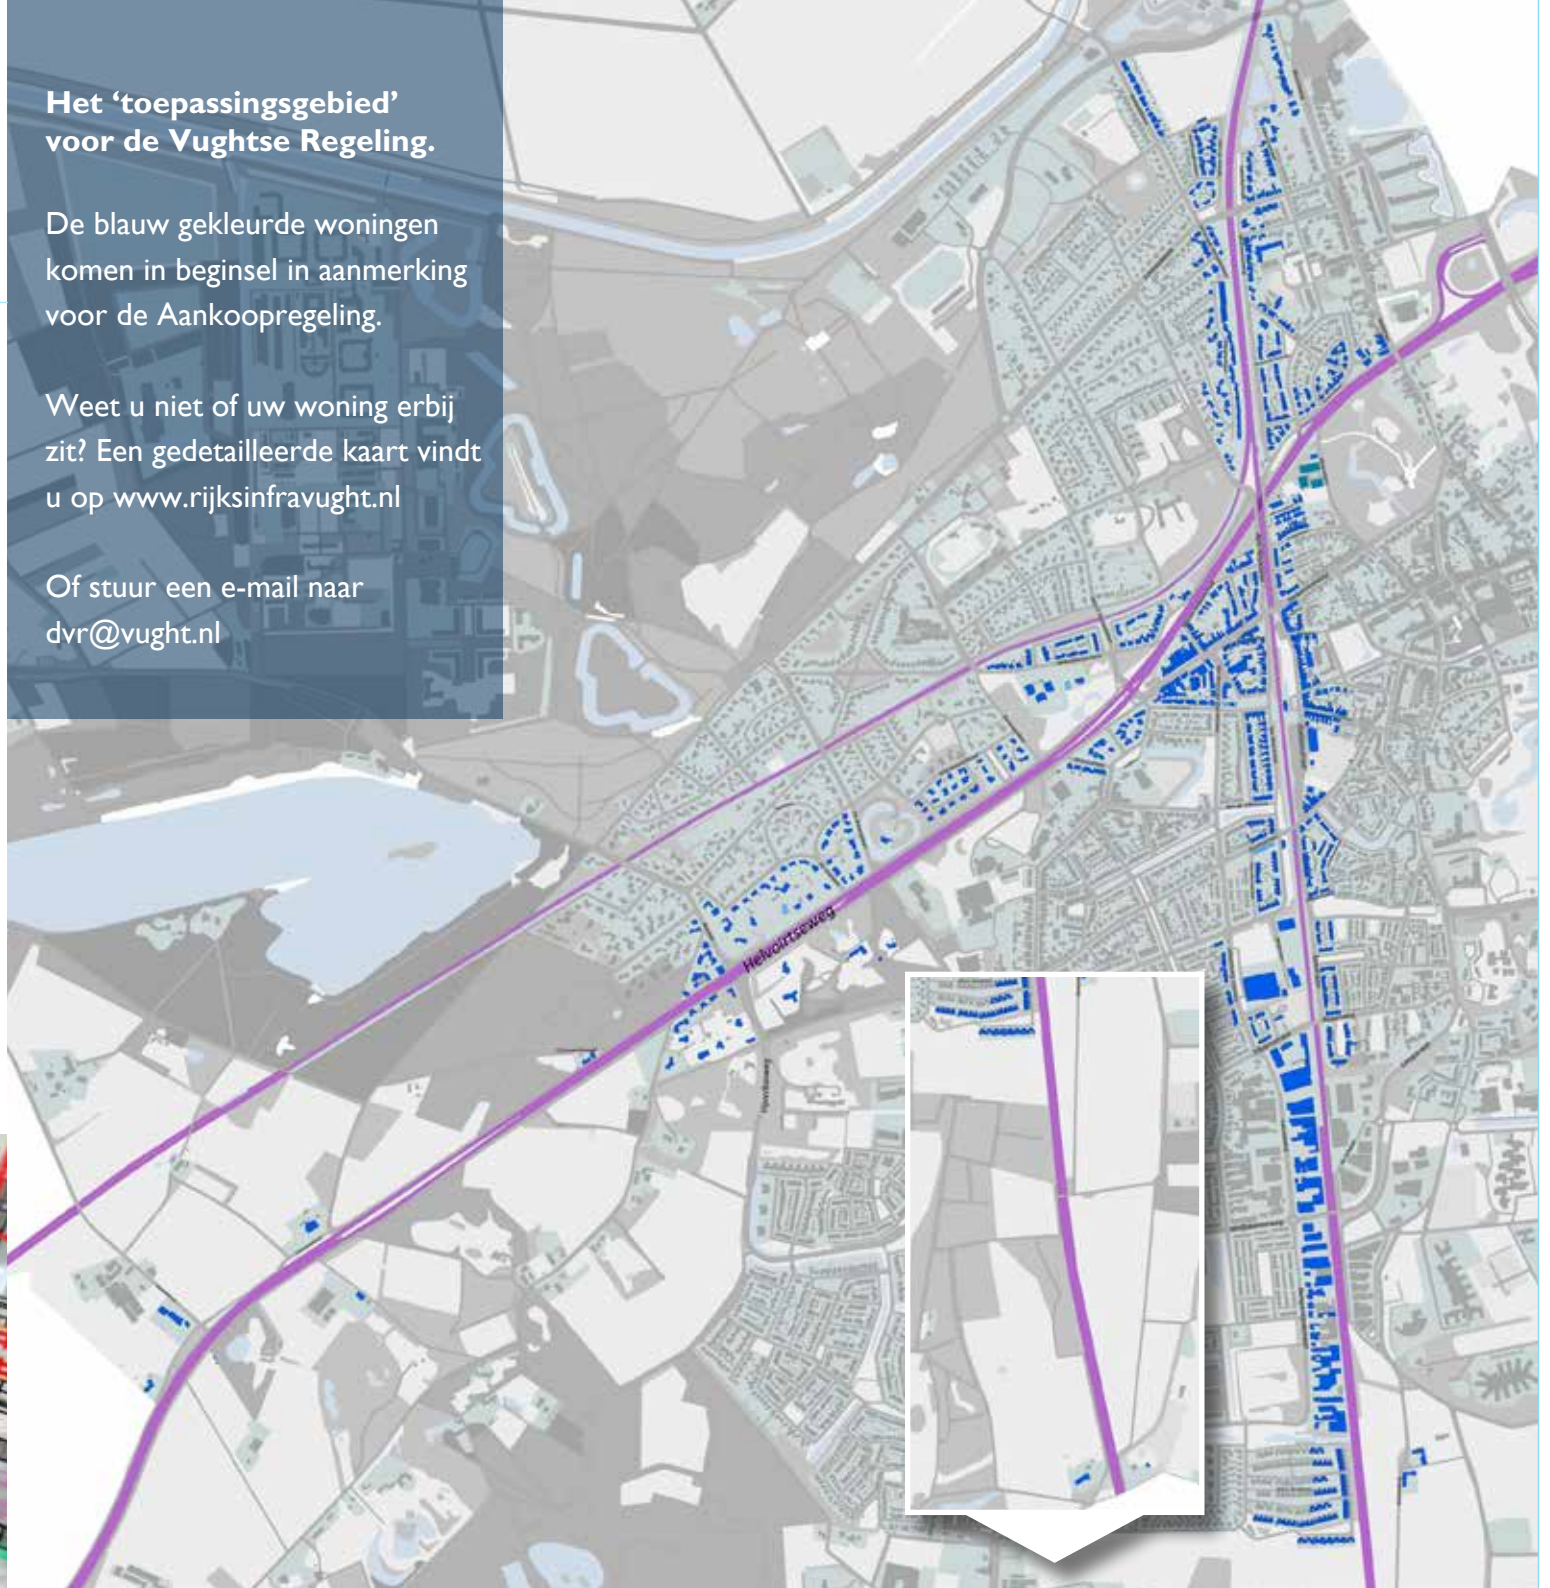 Het ‘toepassingsgebied’
voor de Vughtse Regeling.
De blauw gekleurde woningen
komen in beginsel in aanmerking
voor de Aankoopregeling.
Weet u niet of uw woning erbij
zit? Een gedetailleerde kaart vindt
u op www.rijksinfravught.nl
Of stuur een e-mail naar
dvr@vught.nl
Helvoirtseweg